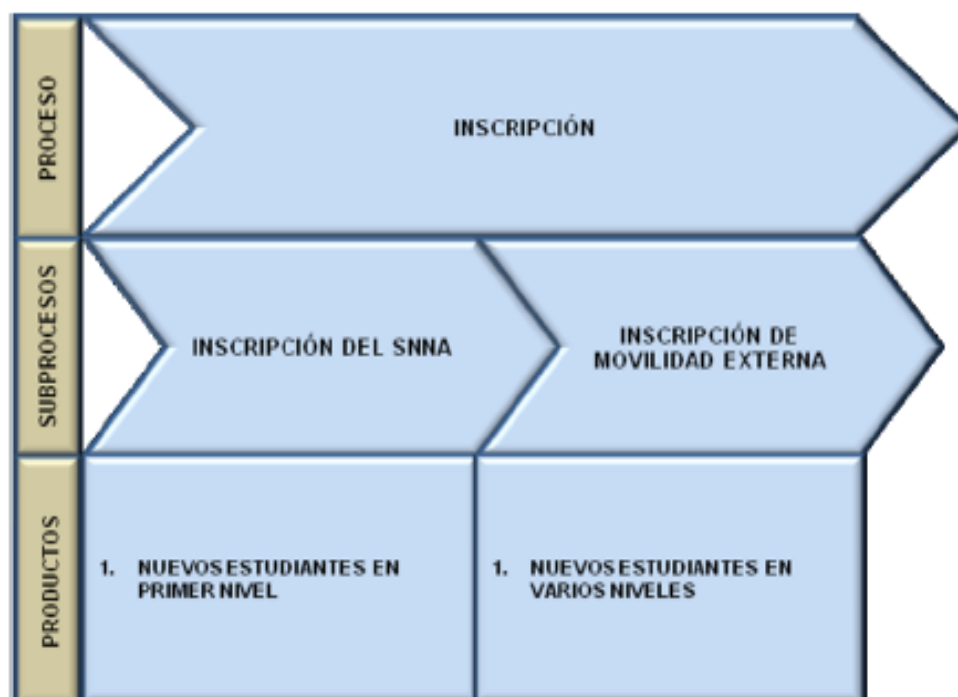 PROCESO
INSCRIPCIÓN
SUBPROCESOS
INSCRIPCIÓN DEL SNNA
INSCRIPCIÓN DE
MOVILIDAD EXTERNA
PRODUCTOS
1. NUEVOS ESTUDIANTES EN
PRIMER NIVEL
1. NUEVOS ESTUDIANTES EN
VARIOS NIVELES